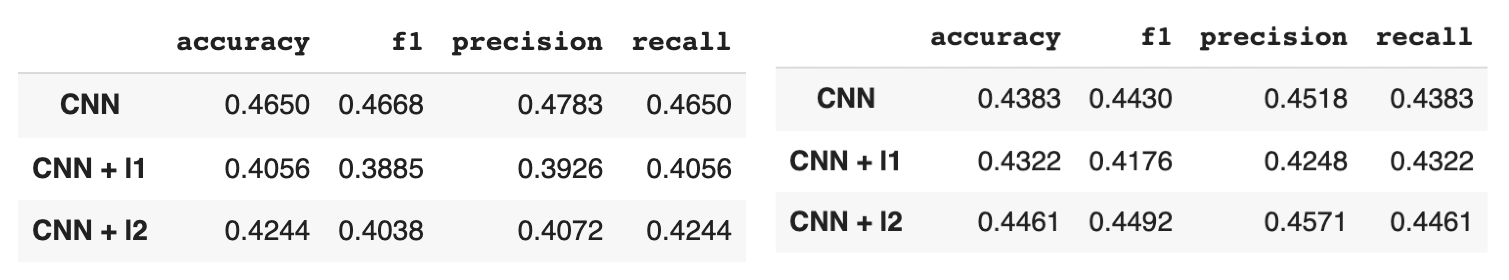 accuracy f1 precision recall
CNN 0.4650 0.4668 0.4783 0.4650
CNN + l1 0.4056 0.3885 0.3926 0.4056
CNN + l2 0.4244 0.4038 0.4072 0.4244
accuracy f1 precision recall
CNN 0.4383 0.4430 0.4518 0.4383
CNN + l1 0.4322 0.4176 0.4248 0.4322
CNN + l2 0.4461 0.4492 0.4571 0.4461